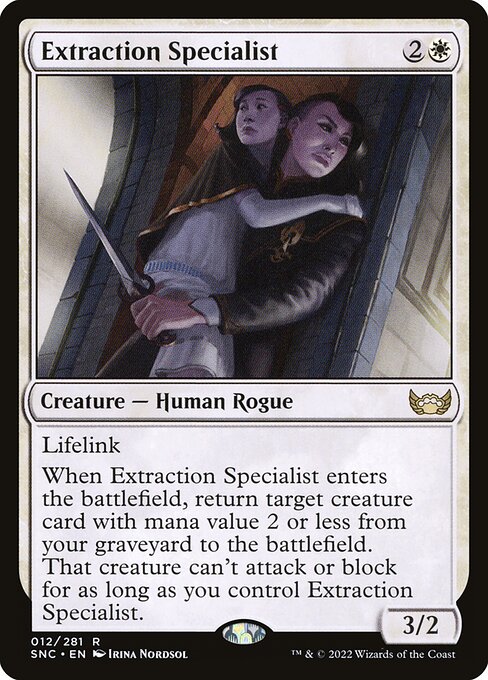 Extraction Specialist 2
Creature — Human Rogue
Lifelink
When Extraction Specialist enters
the battlefield, return target creature
card with mana value 2 or less from
your graveyard to the battlefield.
That creature can't attack or block
for as long as you control Extraction
Specialist.
3/2
012/281 R
SNC • EN Irina Nordsol
™ & © 2022 Wizards of the Coast